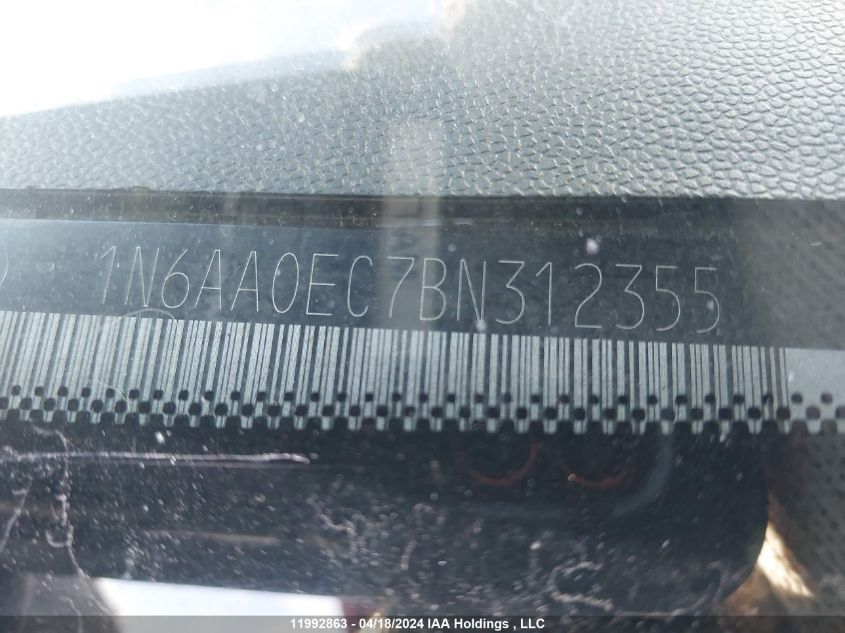 1N6AA0EC7BN312355
11992863 - 04/18/2024 IAA Holdings , LLC